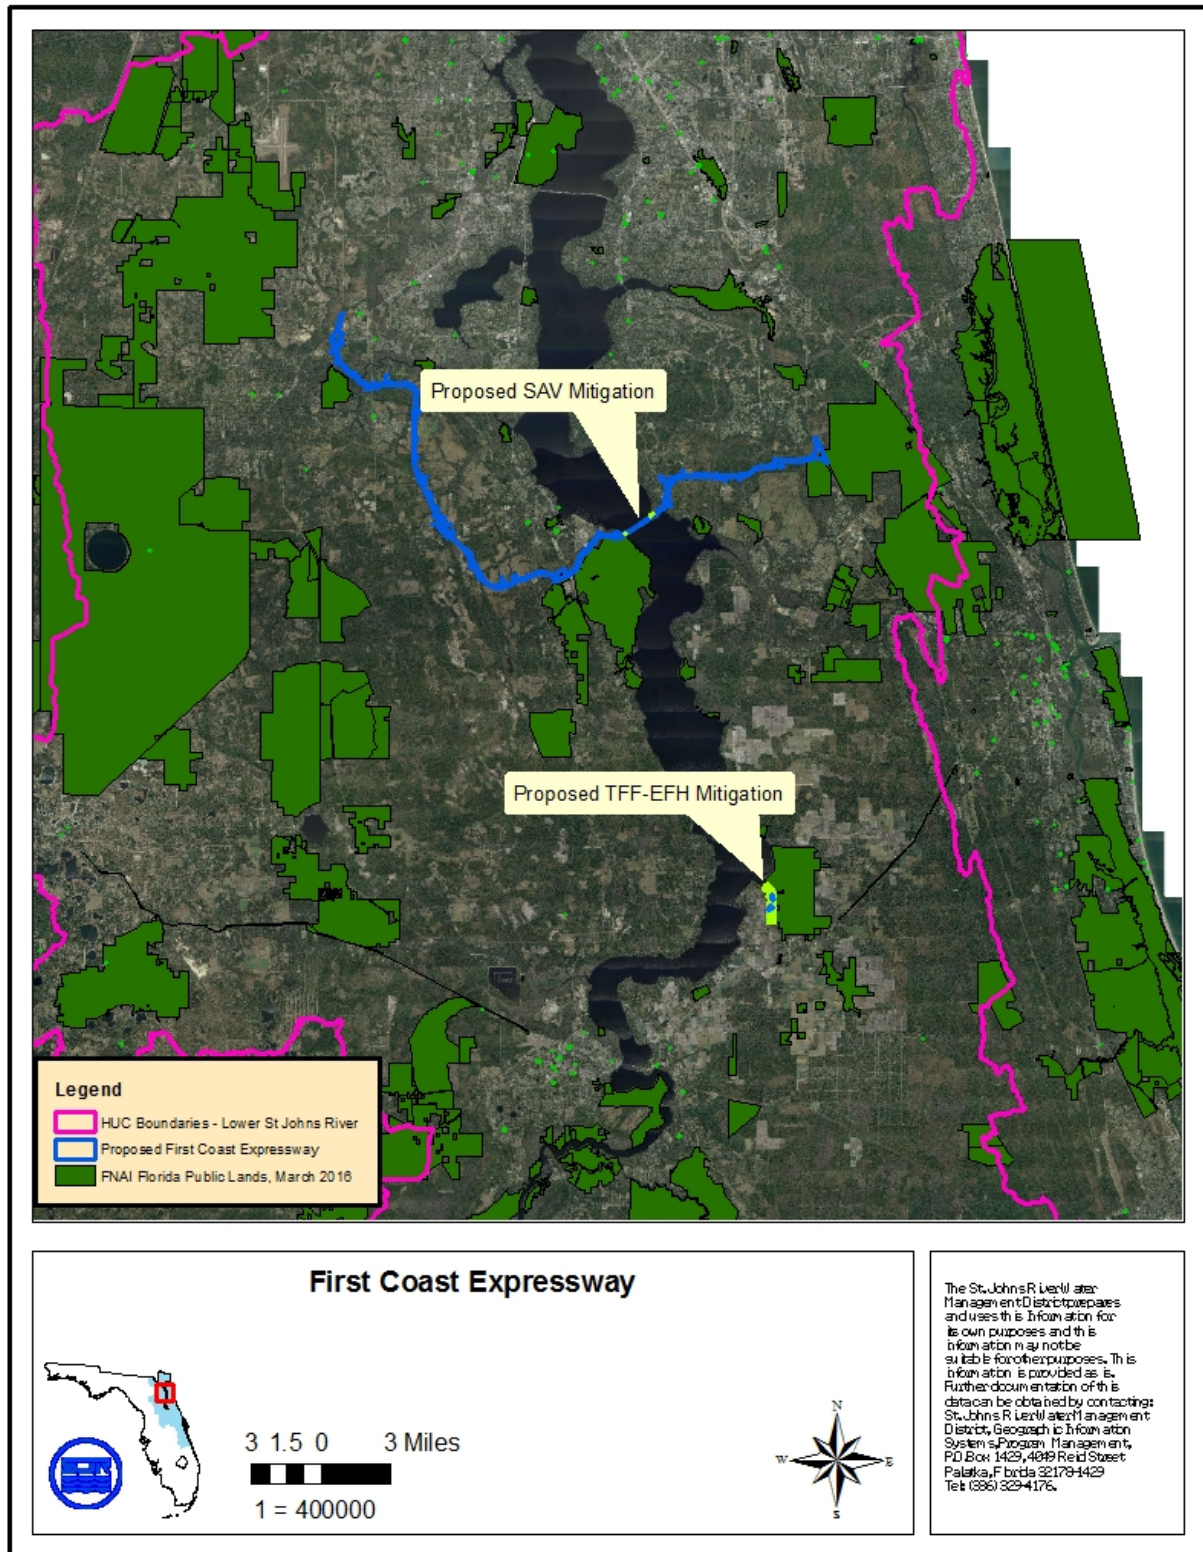 Proposed SAV Mitigation
Proposed TFF-EFH Mitigation
Legend
HUC Boundaries - Lower St Johns River
Proposed First Coast Expressway
FNAI Florida Public Lands, March 2016
First Coast Expressway
3 1.5 0 3 Miles
1 = 400000
N
W E
S
The St. Johns River Water
Management District prepares
and uses this information for
its own purposes and this
information may not be
suitable for other purposes. This
information is provided as is.
Further documentation of this
data can be obtained by contacting:
St. Johns River Water Management
District, Geographic Information
Systems, Program Management,
P.O. Box 1429, 4049 Reid Street
Palatka, Florida 32178-1429
Tel: (386) 329-4176.